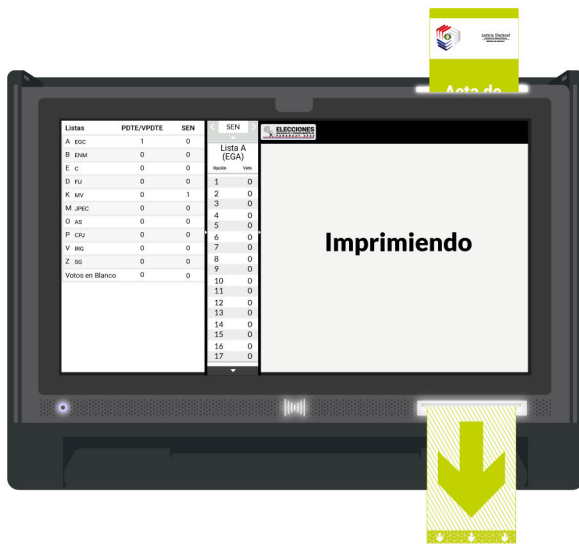 Justicia Electoral
Acta de
Listas PDTE/VPDTE SEN
A EGC 1 0
B ENM 0 0
E C 0 0
D FU 0 0
K MV 0 1
M JPEC 0 0
O AS 0 0
P CPJ 0 0
V IRG 0 0
Z SG 0 0
Votos en Blanco 0 0
< SEN >
Lista A
(EGA)
Opción Voto
1 0
2 0
3 0
4 0
5 0
6 0
7 0
8 0
9 0
10 0
11 0
12 0
13 0
14 0
15 0
16 0
17 0
ELECCIONES
Imprimiendo